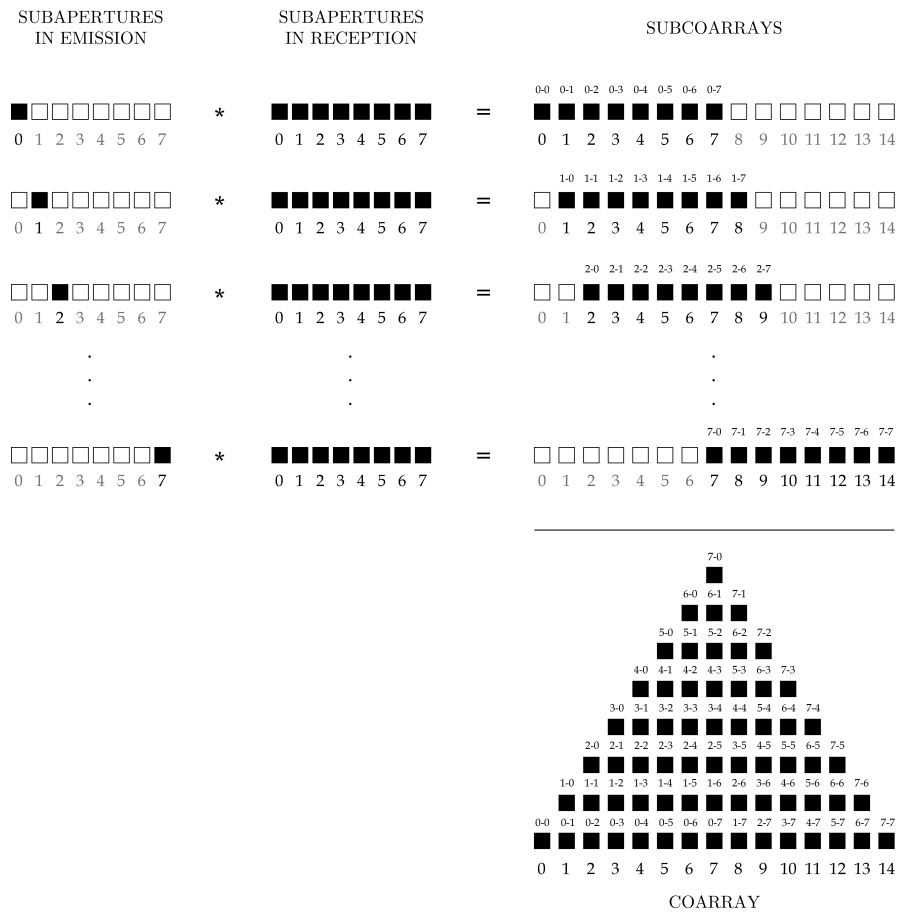 SUBAPERTURES
IN EMISSION
SUBAPERTURES
IN RECEPTION
SUBCOARRAYS
0-0 0-1 0-2 0-3 0-4 0-5 0-6 0-7
* =
0 1 2 3 4 5 6 7 0 1 2 3 4 5 6 7 0 1 2 3 4 5 6 7 8 9 10 11 12 13 14
1-0 1-1 1-2 1-3 1-4 1-5 1-6 1-7
* =
0 1 2 3 4 5 6 7 0 1 2 3 4 5 6 7 0 1 2 3 4 5 6 7 8 9 10 11 12 13 14
2-0 2-1 2-2 2-3 2-4 2-5 2-6 2-7
* =
0 1 2 3 4 5 6 7 0 1 2 3 4 5 6 7 0 1 2 3 4 5 6 7 8 9 10 11 12 13 14
. . .
. . .
. . .
7-0 7-1 7-2 7-3 7-4 7-5 7-6 7-7
* =
0 1 2 3 4 5 6 7 0 1 2 3 4 5 6 7 0 1 2 3 4 5 6 7 8 9 10 11 12 13 14
7-0
6-0 6-1 7-1
5-0 5-1 5-2 6-2 7-2
4-0 4-1 4-2 4-3 5-3 6-3 7-3
3-0 3-1 3-2 3-3 3-4 4-4 5-4 6-4 7-4
2-0 2-1 2-2 2-3 2-4 2-5 3-5 4-5 5-5 6-5 7-5
1-0 1-1 1-2 1-3 1-4 1-5 1-6 2-6 3-6 4-6 5-6 6-6 7-6
0-0 0-1 0-2 0-3 0-4 0-5 0-6 0-7 1-7 2-7 3-7 4-7 5-7 6-7 7-7
0 1 2 3 4 5 6 7 8 9 10 11 12 13 14
COARRAY